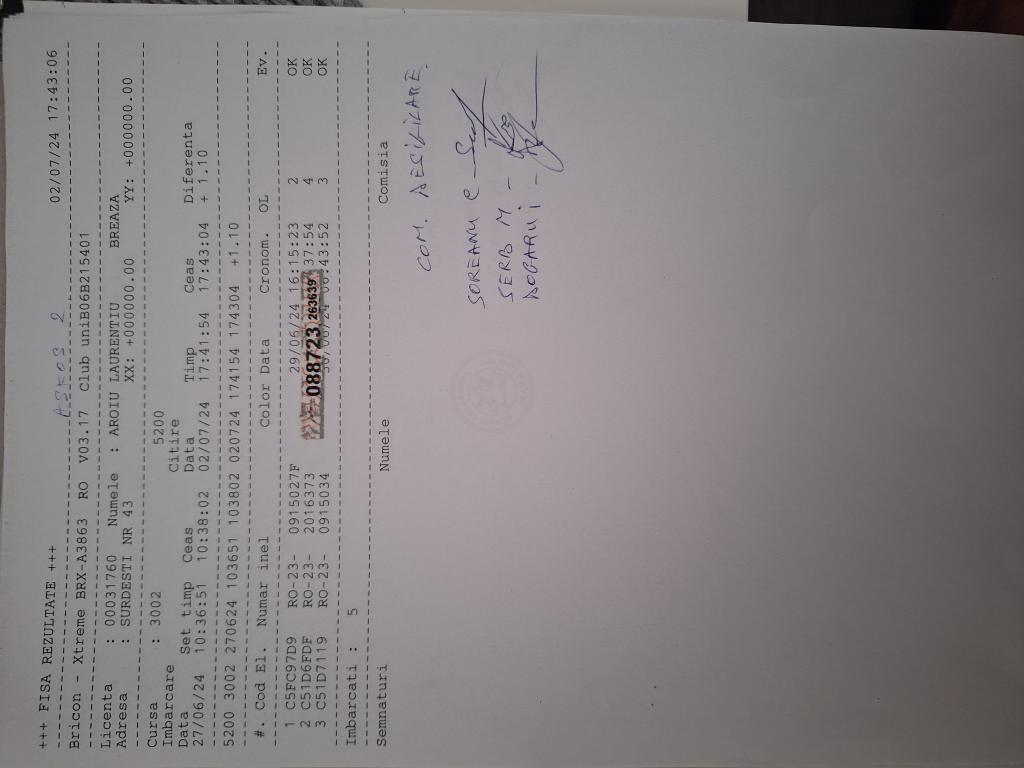 +++ FISA REZULTATE +++ 02/07/24 17:43:06
Bricon - Xtreme BRX-A3863 RO V03.17 Club uniB06B215401
Licenta : 00031760 Numele : AROIU LAURENTIU BREAZA
Adresa : SURDESTI NR 43 XX: +000000.00 YY: +000000.00
Cursa : 3002 5200
Imbarcare Citire
Data Set timp Ceas Data Timp Ceas Diferenta
27/06/24 10:36:51 10:38:02 02/07/24 17:41:54 17:43:04 + 1.10
5200 3002 270624 103651 103802 020724 174154 174304 +1.10
#. Cod El. Numar inel Color Data Cronom. OL Ev.
1 C5FC97D9 RO-23- 0915027F 29/06/24 16:15:23 2 OK
2 C51D6FDF RO-23- 2016373 37:54 4 OK
3 C51D7119 RO-23- 0915034 43:52 3 OK
088723 263639
Imbarcati : 5
Semnaturi Numele Comisia
COM. DESIGILARE.
SOREANU C
SERB M -
DOGARU i -